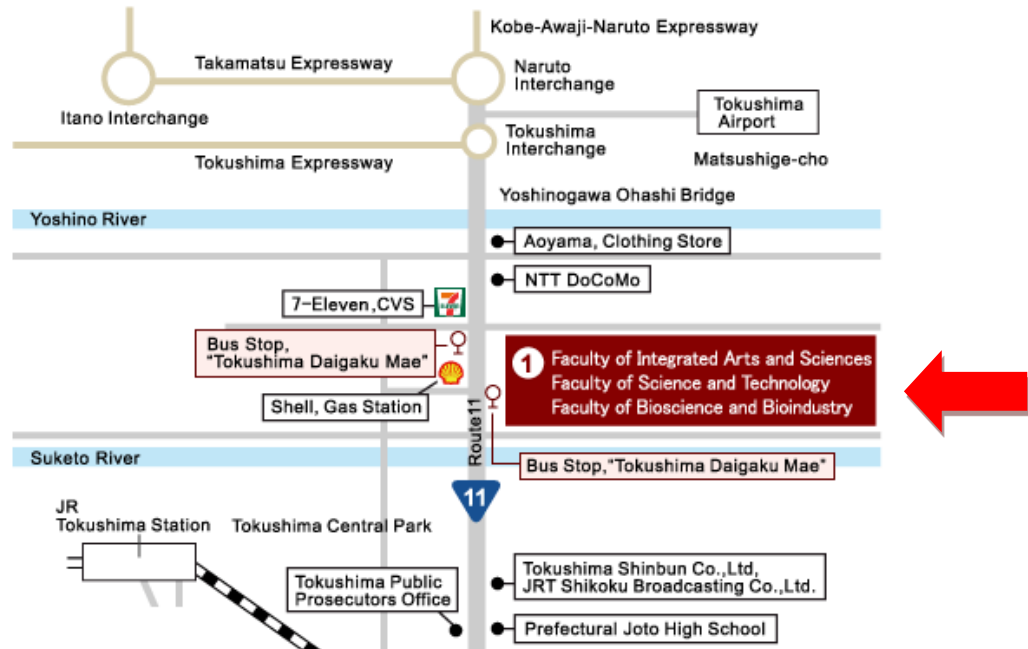 Kobe-Awaji-Naruto Expressway
Takamatsu Expressway
Naruto
Interchange
Itano Interchange
Tokushima
Airport
Tokushima
Interchange
Tokushima Expressway
Matsushige-cho
Yoshinogawa Ohashi Bridge
Yoshino River
Aoyama, Clothing Store
NTT DoCoMo
7-Eleven,CVS
7
ELEVEn
Bus Stop,
"Tokushima Daigaku Mae"
1
Faculty of Integrated Arts and Sciences
Faculty of Science and Technology
Faculty of Bioscience and Bioindustry
Shell, Gas Station
Route11
Suketo River
Bus Stop,"Tokushima Daigaku Mae"
11
JR
Tokushima Station
Tokushima Central Park
Tokushima Shinbun Co.,Ltd,
JRT Shikoku Broadcasting Co.,Ltd.
Tokushima Public
Prosecutors Office
Prefectural Joto High School